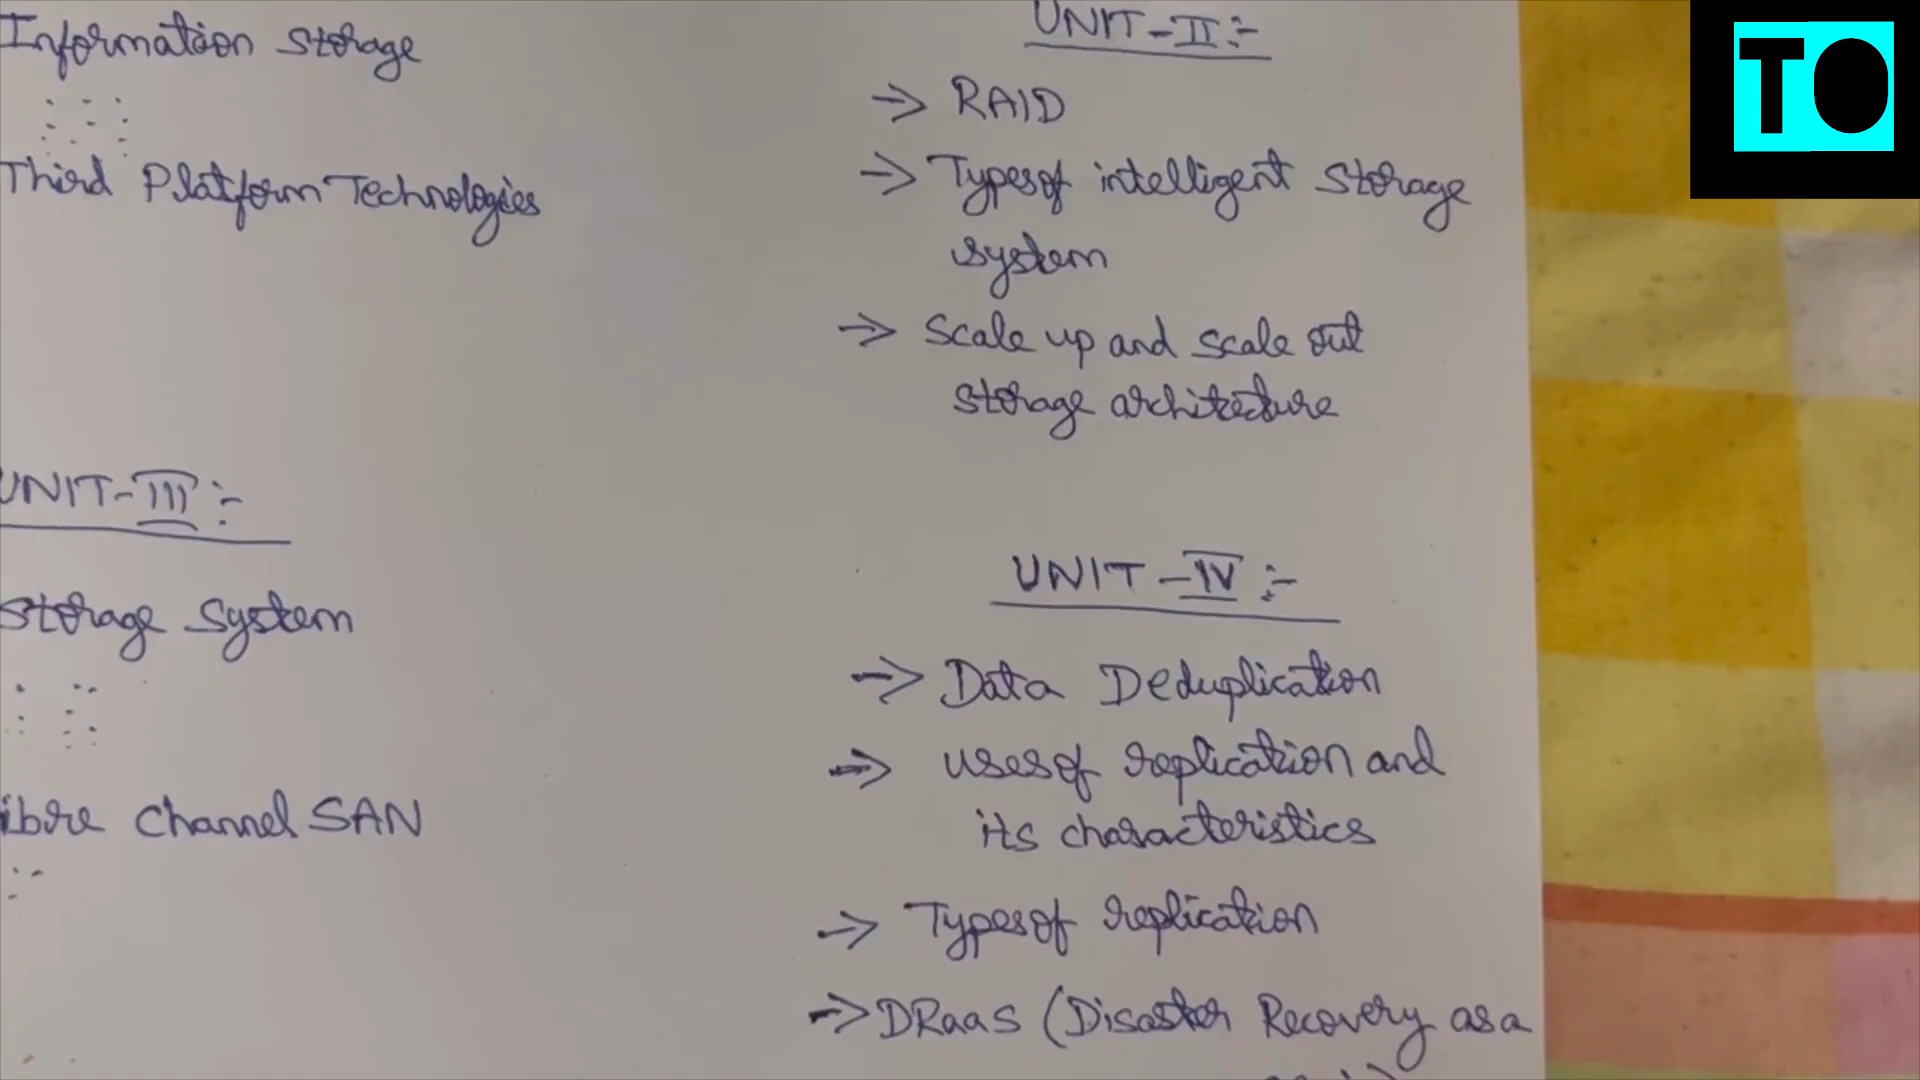 Information Storage
Third Platform Technologies
UNIT-II :-
→ RAID
→ Types of intelligent storage
system
→ Scale up and scale out
storage architecture
UNIT-III :-
Storage System
ibre Channel SAN
UNIT-IV :-
→ Data Deduplication
→ uses of replication and
its characteristics
→ Types of replication
→ DRaaS (Disaster Recovery as a
TO